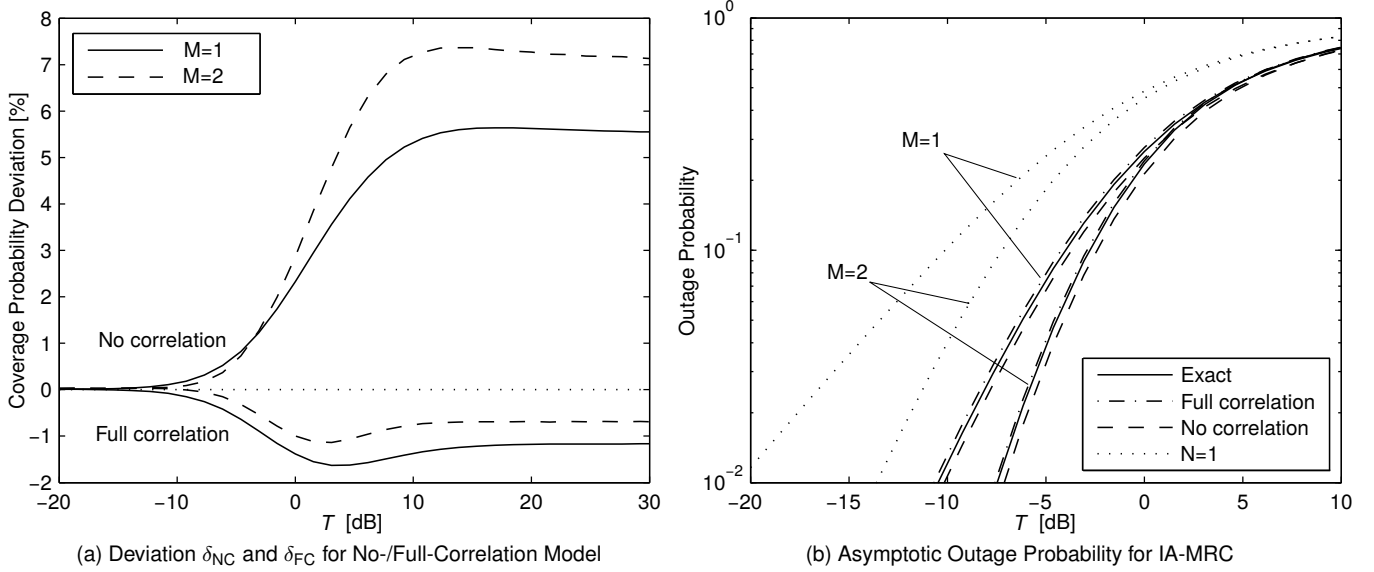 8
7
6
5
4
3
2
1
0
−1
−2
Coverage Probability Deviation [%]
M=1
M=2
No correlation
Full correlation
−20 −10 0 10 20 30
T [dB]
(a) Deviation δNC and δFC for No-/Full-Correlation Model
10^0
10^−1
10^−2
Outage Probability
M=1
M=2
Exact
Full correlation
No correlation
N=1
−20 −15 −10 −5 0 5 10
T [dB]
(b) Asymptotic Outage Probability for IA-MRC